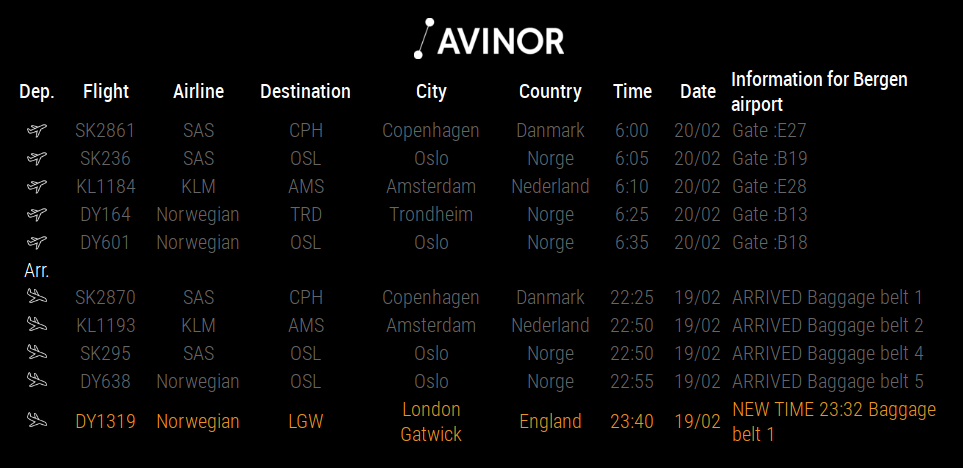 AVINOR
Dep. Flight Airline Destination City Country Time Date Information for Bergen
airport
SK2861 SAS CPH Copenhagen Danmark 6:00 20/02 Gate :E27
SK236 SAS OSL Oslo Norge 6:05 20/02 Gate :B19
KL1184 KLM AMS Amsterdam Nederland 6:10 20/02 Gate :E28
DY164 Norwegian TRD Trondheim Norge 6:25 20/02 Gate :B13
DY601 Norwegian OSL Oslo Norge 6:35 20/02 Gate :B18
Arr.
SK2870 SAS CPH Copenhagen Danmark 22:25 19/02 ARRIVED Baggage belt 1
KL1193 KLM AMS Amsterdam Nederland 22:50 19/02 ARRIVED Baggage belt 2
SK295 SAS OSL Oslo Norge 22:50 19/02 ARRIVED Baggage belt 4
DY638 Norwegian OSL Oslo Norge 22:55 19/02 ARRIVED Baggage belt 5
DY1319 Norwegian LGW London Gatwick England 23:40 19/02 NEW TIME 23:32 Baggage
belt 1